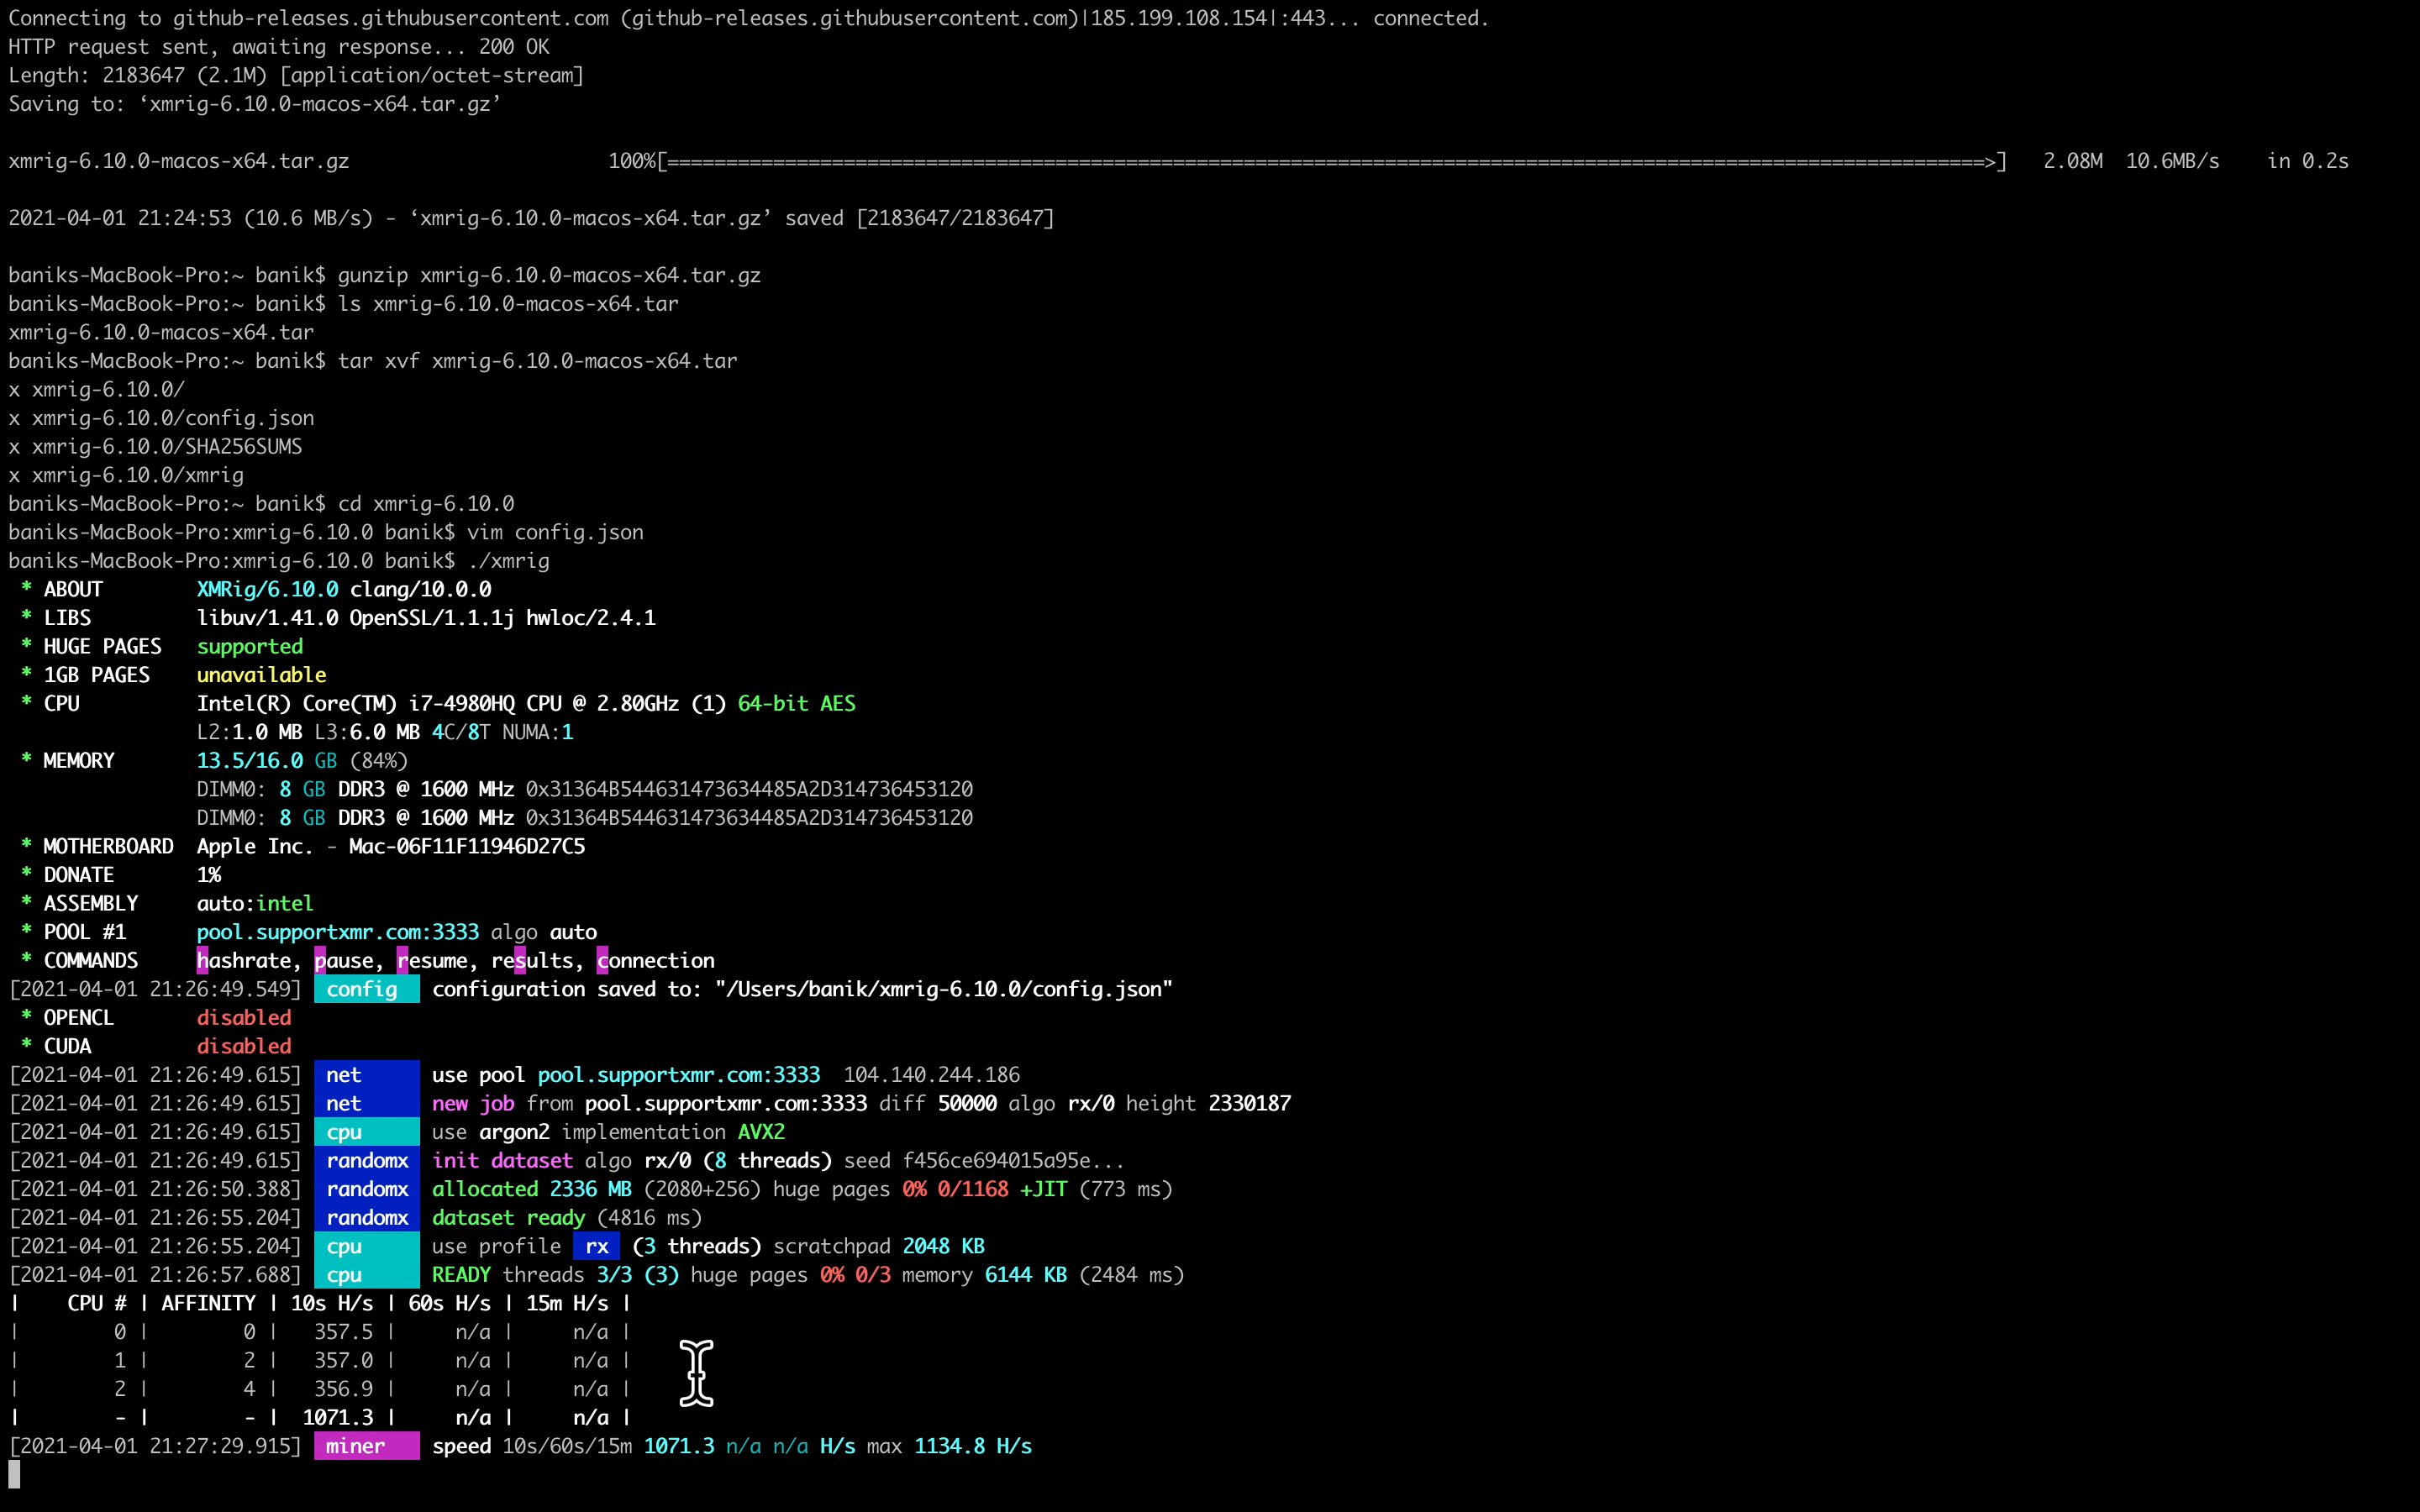 Connecting to github-releases.githubusercontent.com (github-releases.githubusercontent.com)|185.199.108.154|:443... connected.
HTTP request sent, awaiting response... 200 OK
Length: 2183647 (2.1M) [application/octet-stream]
Saving to: ‘xmrig-6.10.0-macos-x64.tar.gz’
xmrig-6.10.0-macos-x64.tar.gz 100%[================================================================================================================>] 2.08M 10.6MB/s in 0.2s
2021-04-01 21:24:53 (10.6 MB/s) - ‘xmrig-6.10.0-macos-x64.tar.gz’ saved [2183647/2183647]
baniks-MacBook-Pro:~ banik$ gunzip xmrig-6.10.0-macos-x64.tar.gz
baniks-MacBook-Pro:~ banik$ ls xmrig-6.10.0-macos-x64.tar
xmrig-6.10.0-macos-x64.tar
baniks-MacBook-Pro:~ banik$ tar xvf xmrig-6.10.0-macos-x64.tar
x xmrig-6.10.0/
x xmrig-6.10.0/config.json
x xmrig-6.10.0/SHA256SUMS
x xmrig-6.10.0/xmrig
baniks-MacBook-Pro:~ banik$ cd xmrig-6.10.0
baniks-MacBook-Pro:xmrig-6.10.0 banik$ vim config.json
baniks-MacBook-Pro:xmrig-6.10.0 banik$ ./xmrig
* ABOUT XMRig/6.10.0 clang/10.0.0
* LIBS libuv/1.41.0 OpenSSL/1.1.1j hwloc/2.4.1
* HUGE PAGES supported
* 1GB PAGES unavailable
* CPU Intel(R) Core(TM) i7-4980HQ CPU @ 2.80GHz (1) 64-bit AES
L2:1.0 MB L3:6.0 MB 4C/8T NUMA:1
* MEMORY 13.5/16.0 GB (84%)
DIMM0: 8 GB DDR3 @ 1600 MHz 0x31364B544631473634485A2D314736453120
DIMM0: 8 GB DDR3 @ 1600 MHz 0x31364B544631473634485A2D314736453120
* MOTHERBOARD Apple Inc. - Mac-06F11F11946D27C5
* DONATE 1%
* ASSEMBLY auto:intel
* POOL #1 pool.supportxmr.com:3333 algo auto
* COMMANDS hashrate, pause, resume, results, connection
[2021-04-01 21:26:49.549] config configuration saved to: "/Users/banik/xmrig-6.10.0/config.json"
* OPENCL disabled
* CUDA disabled
[2021-04-01 21:26:49.615] net use pool pool.supportxmr.com:3333 104.140.244.186
[2021-04-01 21:26:49.615] net new job from pool.supportxmr.com:3333 diff 50000 algo rx/0 height 2330187
[2021-04-01 21:26:49.615] cpu use argon2 implementation AVX2
[2021-04-01 21:26:49.615] randomx init dataset algo rx/0 (8 threads) seed f456ce694015a95e...
[2021-04-01 21:26:50.388] randomx allocated 2336 MB (2080+256) huge pages 0% 0/1168 +JIT (773 ms)
[2021-04-01 21:26:55.204] randomx dataset ready (4816 ms)
[2021-04-01 21:26:55.204] cpu use profile rx (3 threads) scratchpad 2048 KB
[2021-04-01 21:26:57.688] cpu READY threads 3/3 (3) huge pages 0% 0/3 memory 6144 KB (2484 ms)
| CPU # | AFFINITY | 10s H/s | 60s H/s | 15m H/s |
| 0 | 0 | 357.5 | n/a | n/a |
| 1 | 2 | 357.0 | n/a | n/a |
| 2 | 4 | 356.9 | n/a | n/a |
| - | - | 1071.3 | n/a | n/a |
[2021-04-01 21:27:29.915] miner speed 10s/60s/15m 1071.3 n/a n/a H/s max 1134.8 H/s